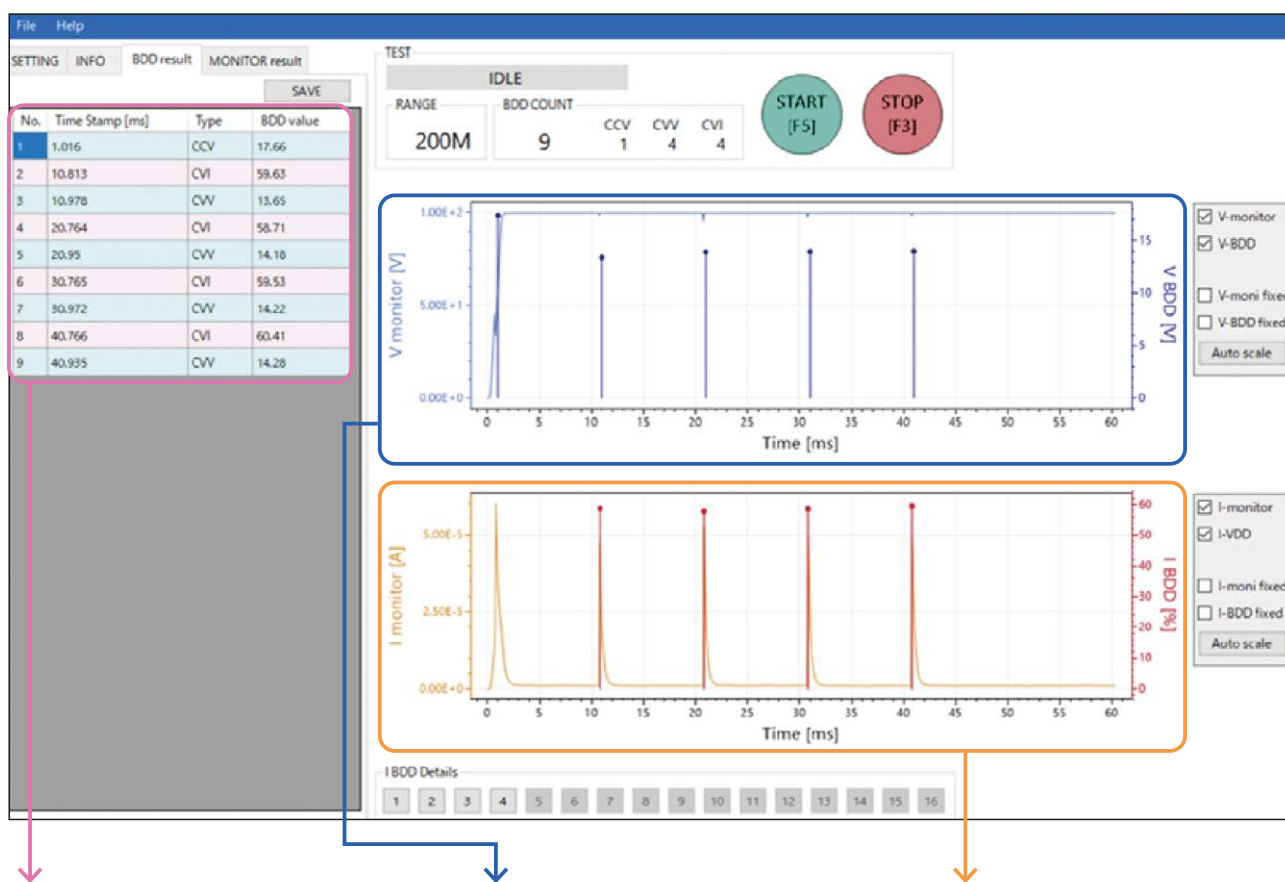 File Help
SETTING INFO BDD result MONITOR result
SAVE
No. Time Stamp [ms] Type BDD value
1 1.016 CCV 17.66
2 10.813 CVI 59.63
3 10.978 CVV 13.65
4 20.764 CVI 58.71
5 20.95 CVV 14.18
6 30.765 CVI 59.53
7 30.972 CVV 14.22
8 40.766 CVI 60.41
9 40.935 CVV 14.28
TEST
IDLE
RANGE
200M
BDD COUNT
9
CCV CVV CVI
1 4 4
START
[F5]
STOP
[F3]
V monitor [V]
1.00E+2
5.00E+1
0.00E+0
V BDD [V]
15
10
5
0
0 5 10 15 20 25 30 35 40 45 50 55 60
Time [ms]
V-monitor
V-BDD
V-moni fixed
V-BDD fixed
Auto scale
I monitor [A]
5.00E-5
2.50E-5
0.00E+0
I BDD [%]
60
50
40
30
20
10
0
0 5 10 15 20 25 30 35 40 45 50 55 60
Time [ms]
I-monitor
I-VDD
I-moni fixed
I-BDD fixed
Auto scale
I BDD Details
1 2 3 4 5 6 7 8 9 10 11 12 13 14 15 16